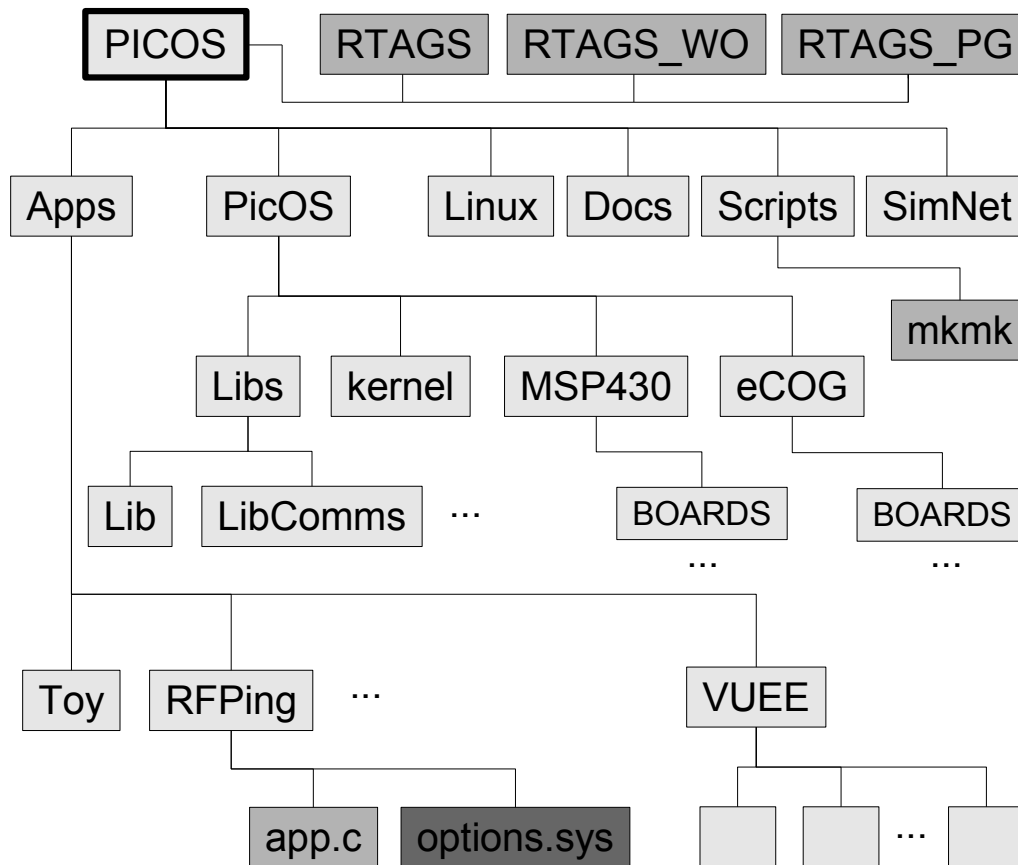 PICOS RTAGS RTAGS_WO RTAGS_PG
Apps PicOS Linux Docs Scripts SimNet
mkmk
Libs kernel MSP430 eCOG
Lib LibComms ... BOARDS BOARDS
... ...
Toy RFPing ... VUEE
app.c options.sys ...